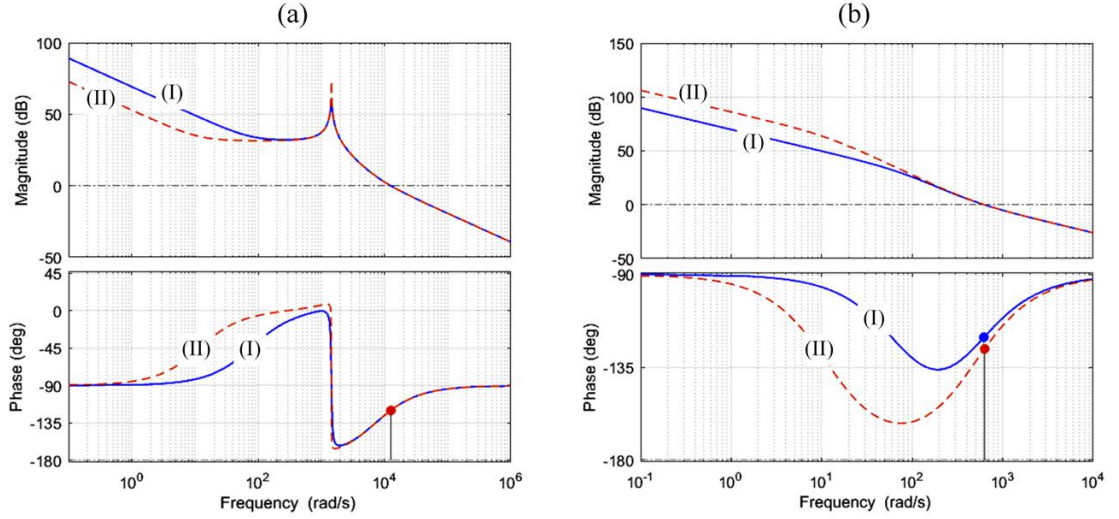 (a)
100
50
0
-50
Magnitude (dB)
(I)
(II)
45
0
-45
-90
-135
-180
Phase (deg)
(II)
(I)
10^0
10^2
10^4
10^6
Frequency (rad/s)
(b)
150
100
50
0
-50
Magnitude (dB)
(II)
(I)
-90
-135
-180
Phase (deg)
(I)
(II)
10^-1
10^0
10^1
10^2
10^3
10^4
Frequency (rad/s)